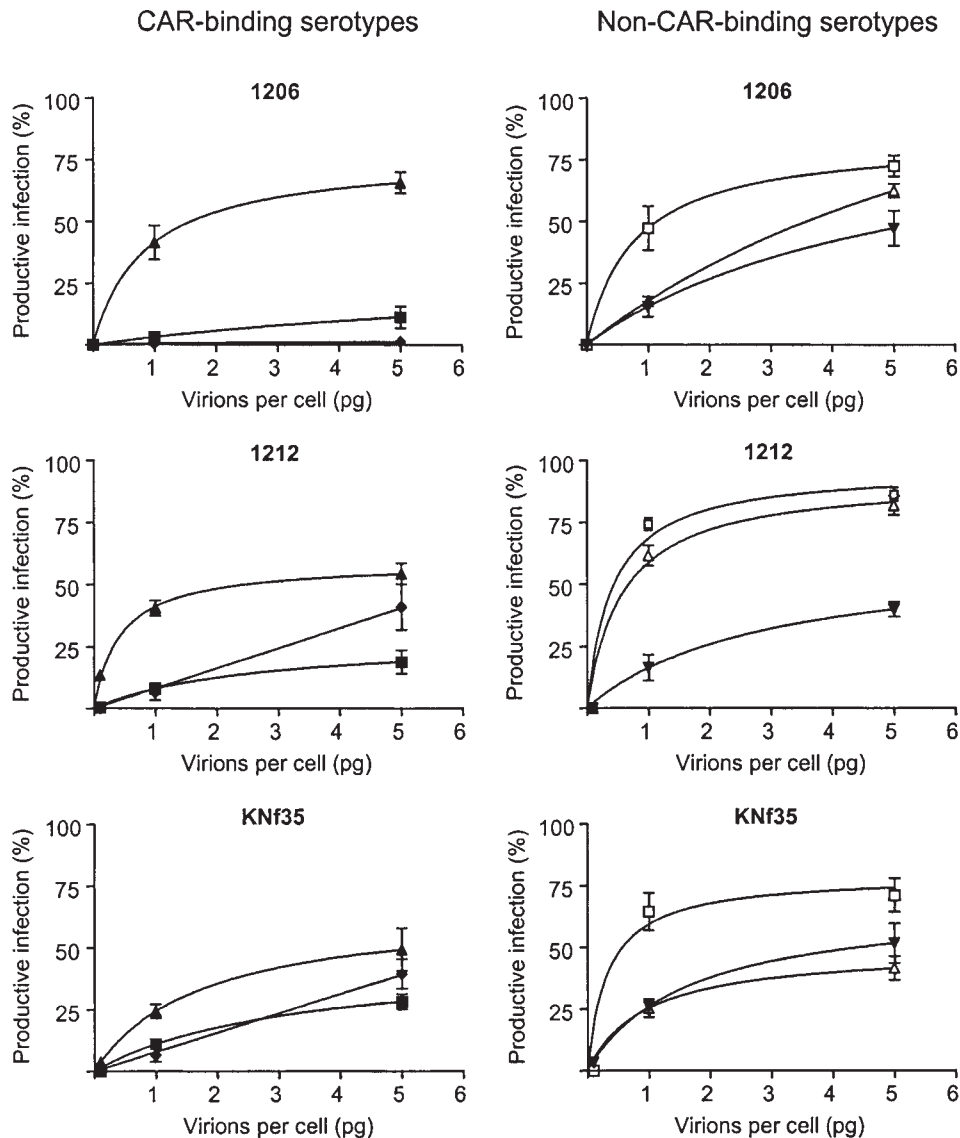 CAR-binding serotypes
Non-CAR-binding serotypes
1206
Productive infection (%)
100
75
50
25
1 2 3 4 5 6
Virions per cell (pg)
1206
Productive infection (%)
100
75
50
25
1 2 3 4 5 6
Virions per cell (pg)
1212
Productive infection (%)
100
75
50
25
1 2 3 4 5 6
Virions per cell (pg)
1212
Productive infection (%)
100
75
50
25
1 2 3 4 5 6
Virions per cell (pg)
KNf35
Productive infection (%)
100
75
50
25
1 2 3 4 5 6
Virions per cell (pg)
KNf35
Productive infection (%)
100
75
50
25
1 2 3 4 5 6
Virions per cell (pg)